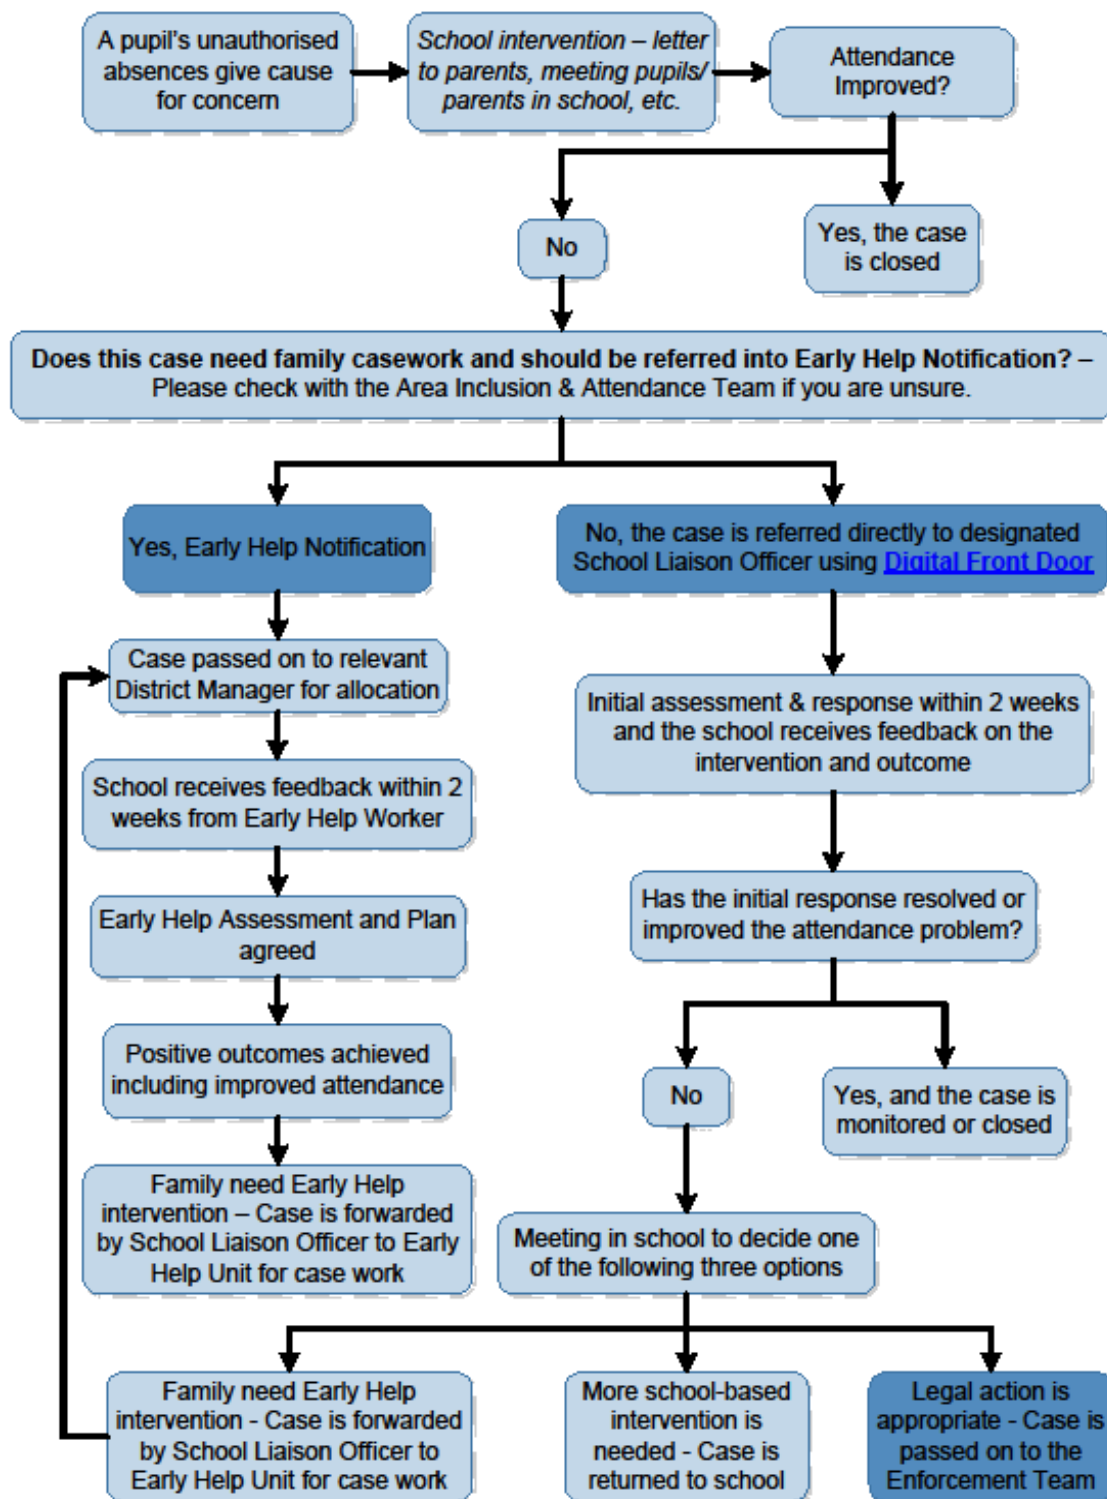 A pupil's unauthorised
absences give cause
for concern
School intervention – letter
to parents, meeting pupils/
parents in school, etc.
Attendance
Improved?
No
Yes, the case
is closed
Does this case need family casework and should be referred into Early Help Notification? –
Please check with the Area Inclusion & Attendance Team if you are unsure.
Yes, Early Help Notification
No, the case is referred directly to designated
School Liaison Officer using Digital Front Door
Case passed on to relevant
District Manager for allocation
School receives feedback within 2
weeks from Early Help Worker
Early Help Assessment and Plan
agreed
Positive outcomes achieved
including improved attendance
Family need Early Help
intervention – Case is forwarded
by School Liaison Officer to Early
Help Unit for case work
Initial assessment & response within 2 weeks
and the school receives feedback on the
intervention and outcome
Has the initial response resolved or
improved the attendance problem?
No
Yes, and the case is
monitored or closed
Meeting in school to decide one
of the following three options
Family need Early Help
intervention - Case is forwarded
by School Liaison Officer to
Early Help Unit for case work
More school-based
intervention is
needed - Case is
returned to school
Legal action is
appropriate - Case is
passed on to the
Enforcement Team